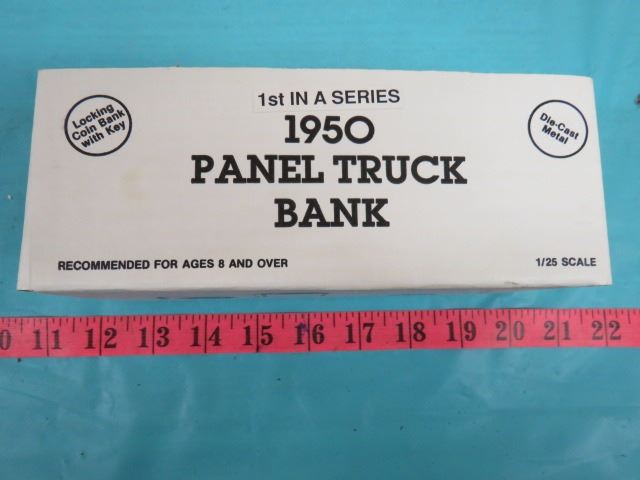 1st IN A SERIES
Locking
Coin Bank
with Key
1950
PANEL TRUCK
BANK
Die-Cast
Metal
RECOMMENDED FOR AGES 8 AND OVER
1/25 SCALE
0 11 12 13 14 15 16 17 18 19 20 21 22